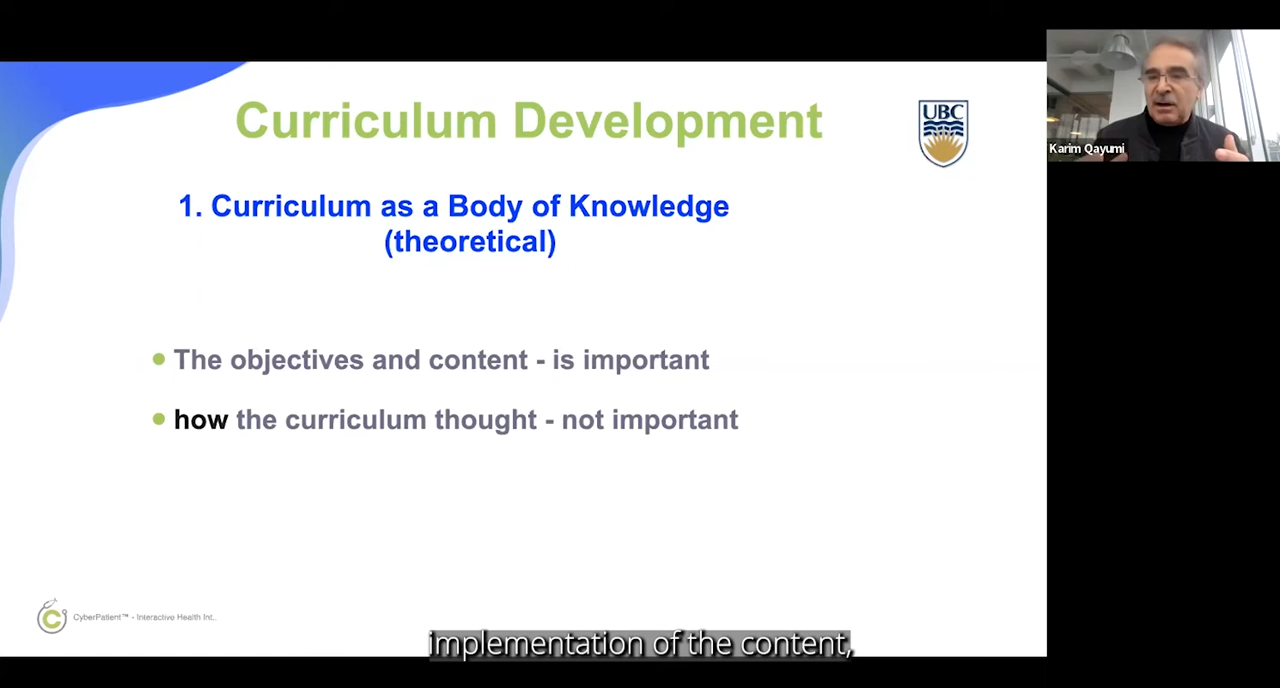 Curriculum Development
UBC
Karim Qayumi
1. Curriculum as a Body of Knowledge
(theoretical)
The objectives and content - is important
how the curriculum thought - not important
CyberPatient™ - Interactive Health Int..
implementation of the content,